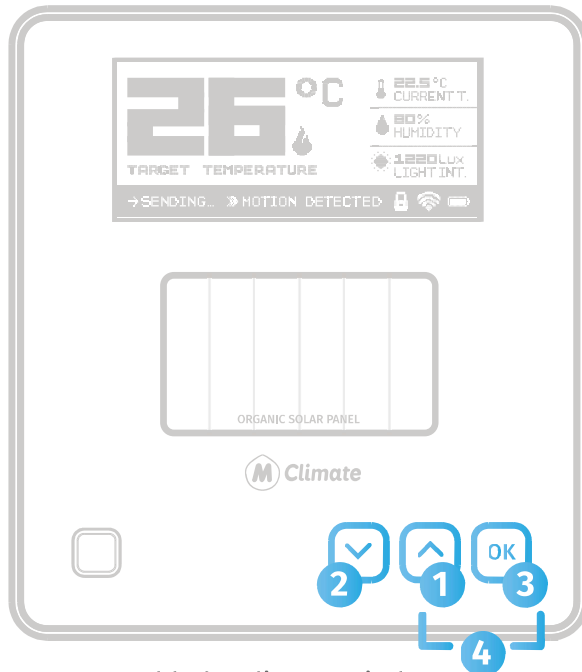 26°C
22.5°C
CURRENT T.
80%
HUMIDITY
1220Lux
LIGHT INT.
TARGET TEMPERATURE
→SENDING... MOTION DETECTED
ORGANIC SOLAR PANEL
M Climate
OK
2 1 3
4